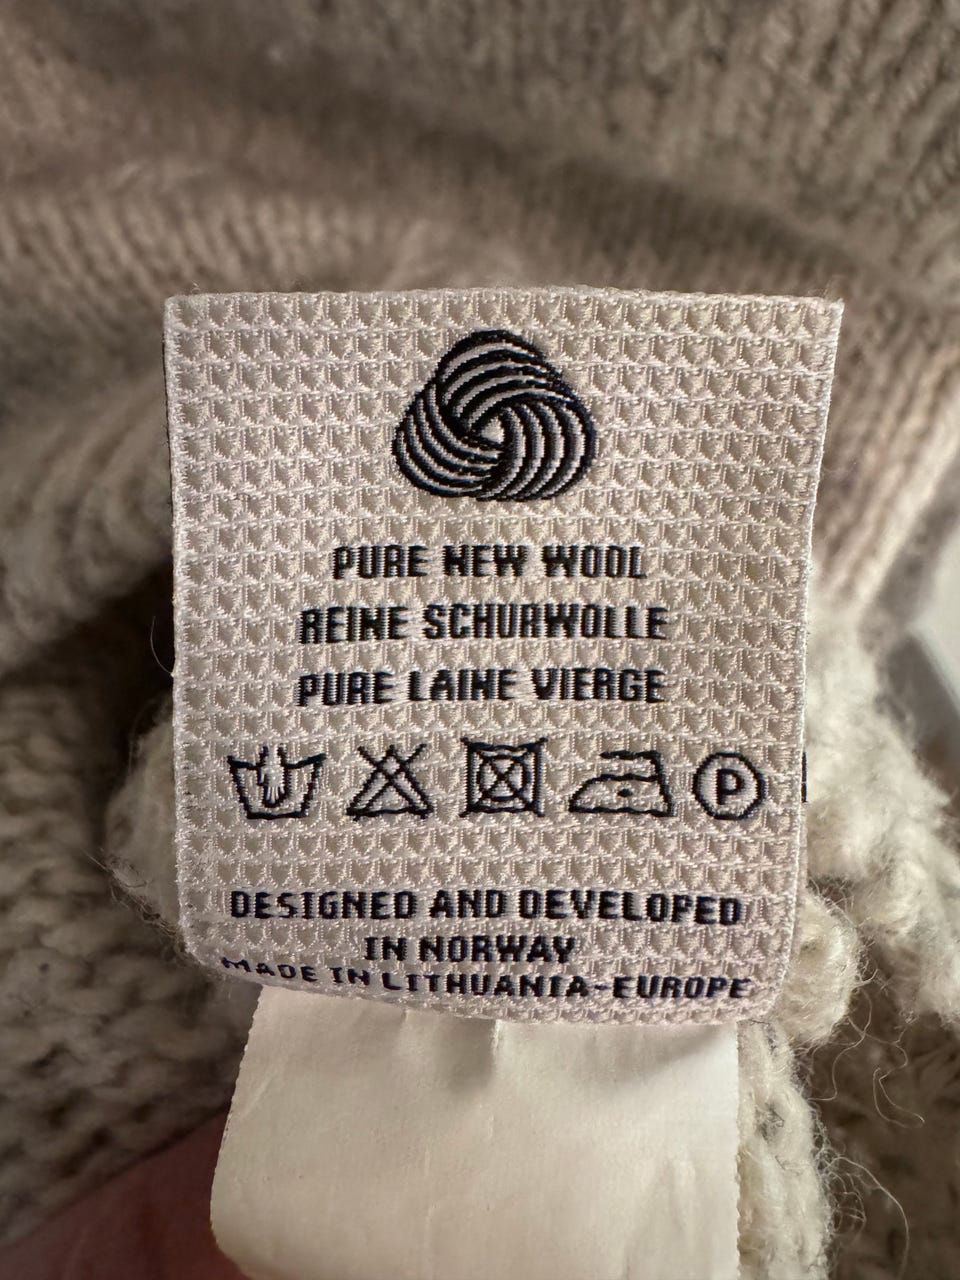 PURE NEW WOOL
REINE SCHURWOLLE
PURE LAINE VIERGE
P
DESIGNED AND DEVELOPED
IN NORWAY
MADE IN LITHUANIA-EUROPE